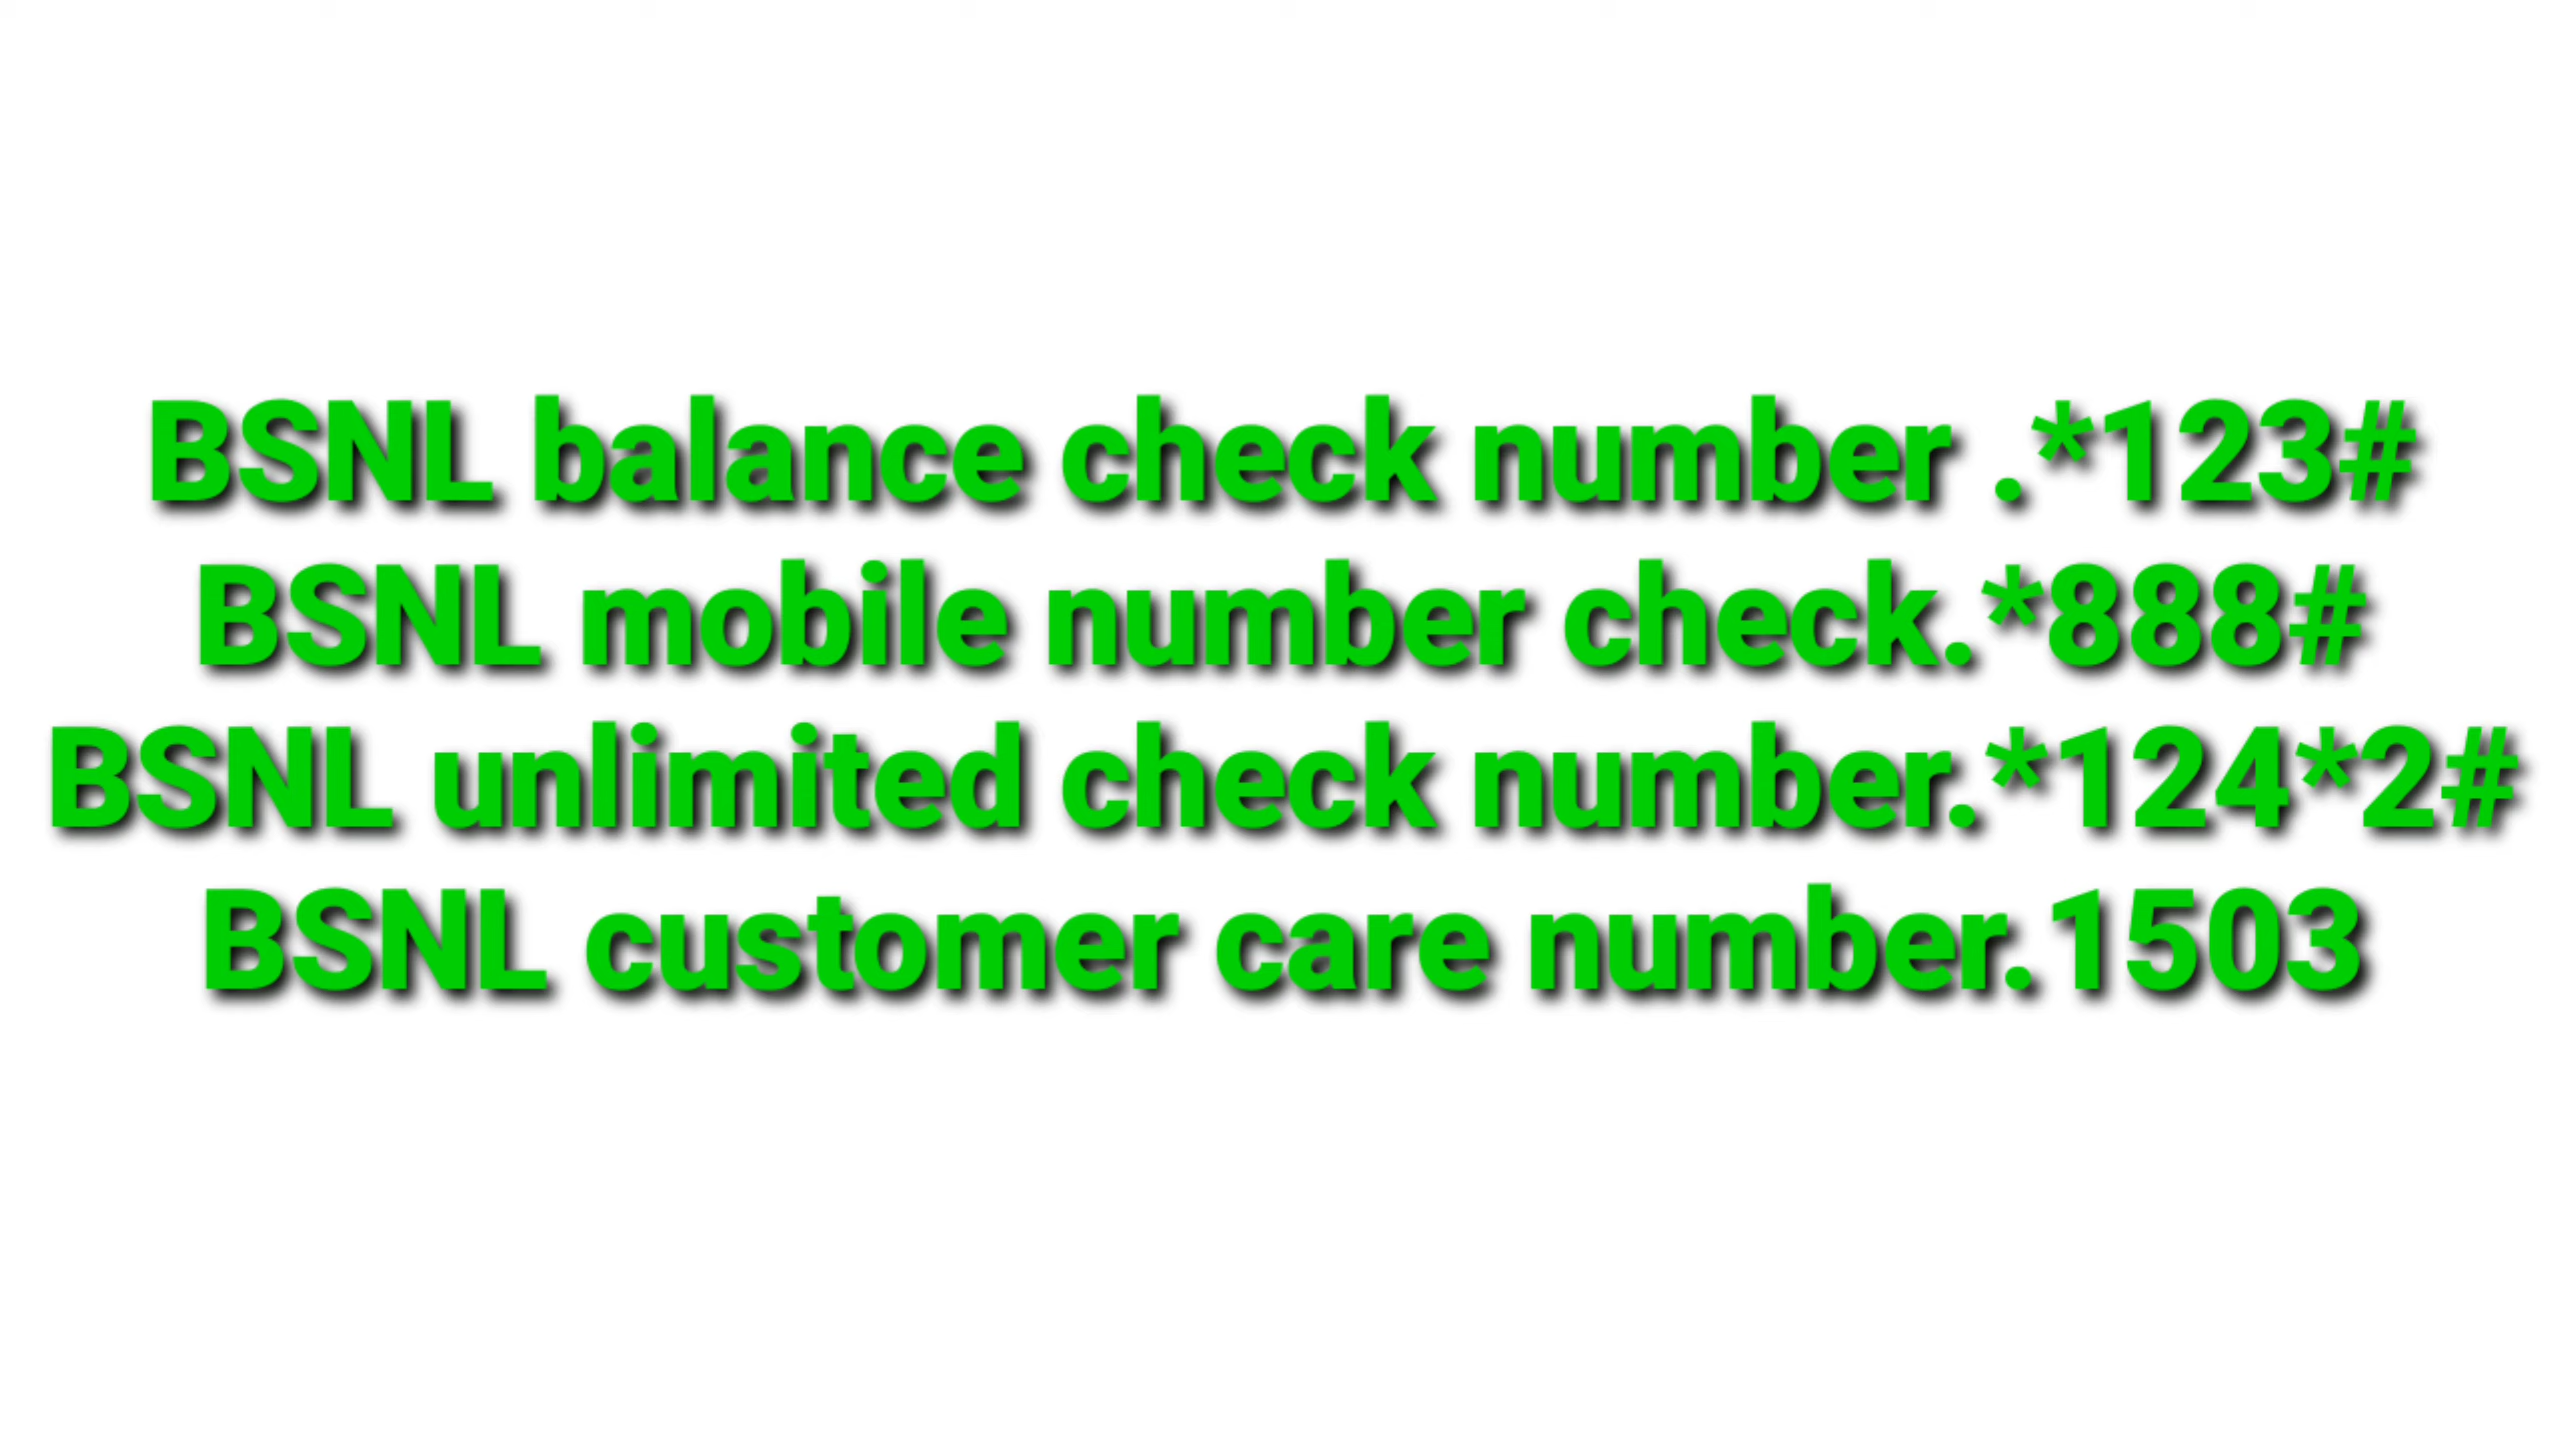 BSNL balance check number .*123#
BSNL mobile number check.*888#
BSNL unlimited check number.*124*2#
BSNL customer care number.1503